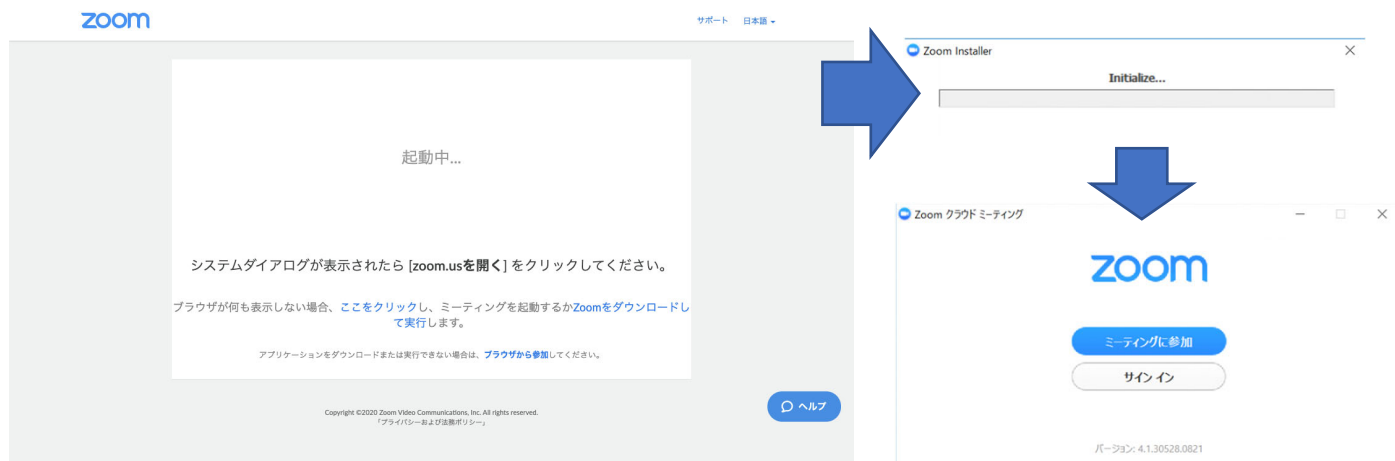 zoom
サポート 日本語
起動中...
システムダイアログが表示されたら [zoom.usを開く] をクリックしてください。
ブラウザが何も表示しない場合、ここをクリックし、ミーティングを起動するかZoomをダウンロードし
て実行します。
アプリケーションをダウンロードまたは実行できない場合は、ブラウザから参加してください。
Copyright ©2020 Zoom Video Communications, Inc. All rights reserved.
「プライバシーおよび法務ポリシー」
ヘルプ
Zoom Installer
Initialize...
Zoom クラウド ミーティング
zoom
ミーティングに参加
サイン イン
バージョン: 4.1.30528.0821